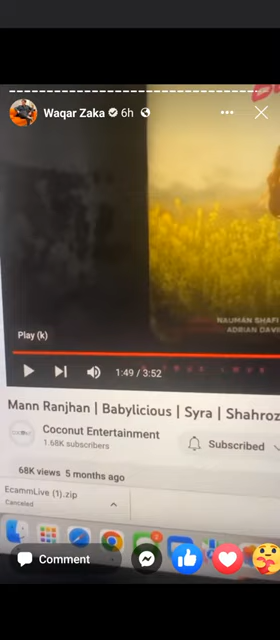 Waqar Zaka 6h
NAUMAN SHAFI
ADRIAN DAVI
Play (k)
1:49 / 3:52
Mann Ranjhan | Babylicious | Syra | Shahroz
Coconut Entertainment
1.68K subscribers
Subscribed
68K views 5 months ago
EcammLive (1).zip
Canceled
Comment